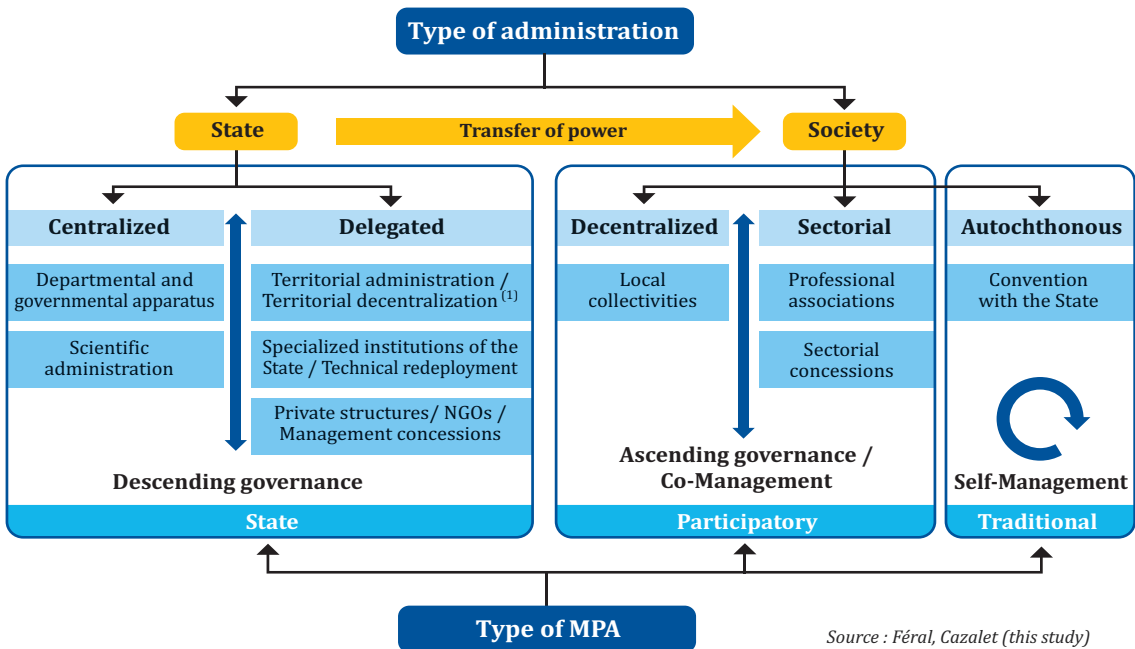 Type of administration
State
Transfer of power
Society
Centralized
Delegated
Decentralized
Sectorial
Autochthonous
Departmental and
governmental apparatus
Territorial administration /
Territorial decentralization (1)
Local
collectivities
Professional
associations
Convention
with the State
Scientific
administration
Specialized institutions of the
State / Technical redeployment
Sectorial
concessions
Private structures/ NGOs /
Management concessions
Descending governance
Ascending governance /
Co-Management
Self-Management
State
Participatory
Traditional
Type of MPA
Source : Féral, Cazalet (this study)